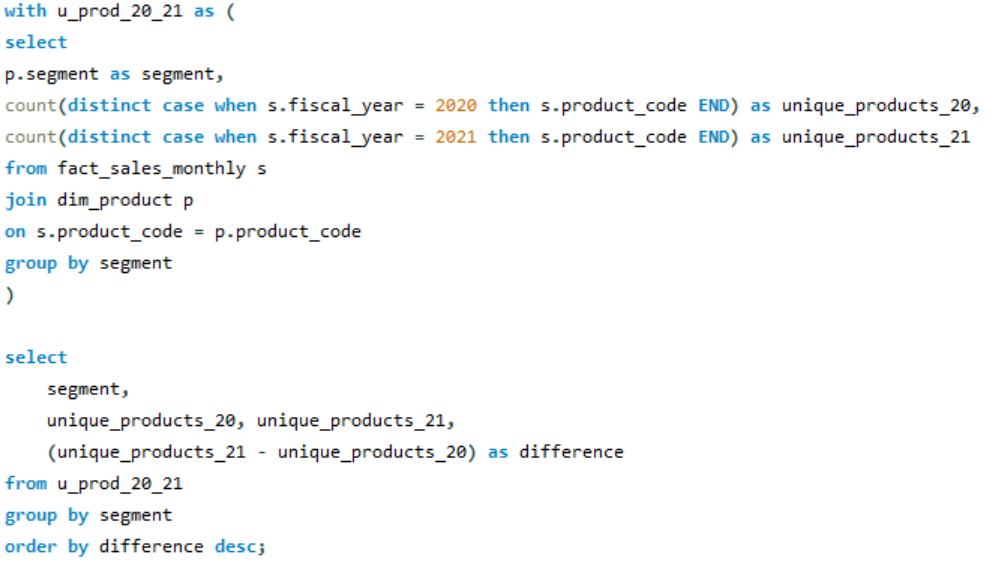 with u_prod_20_21 as (
select
p.segment as segment,
count(distinct case when s.fiscal_year = 2020 then s.product_code END) as unique_products_20,
count(distinct case when s.fiscal_year = 2021 then s.product_code END) as unique_products_21
from fact_sales_monthly s
join dim_product p
on s.product_code = p.product_code
group by segment
)

select
    segment,
    unique_products_20, unique_products_21,
    (unique_products_21 - unique_products_20) as difference
from u_prod_20_21
group by segment
order by difference desc;